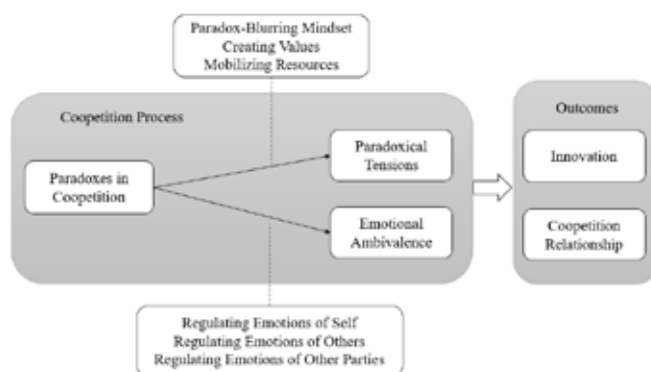 Paradox-Blurring Mindset
Creating Values
Mobilizing Resources
Coopetition Process
Paradoxes in
Coopetition
Paradoxical
Tensions
Emotional
Ambivalence
Outcomes
Innovation
Coopetition
Relationship
Regulating Emotions of Self
Regulating Emotions of Others
Regulating Emotions of Other Parties